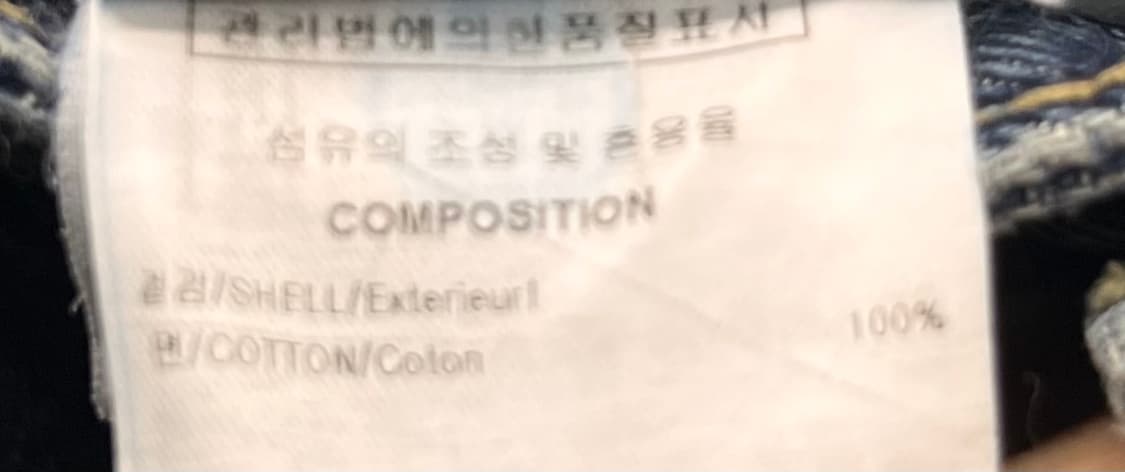 관리법에의한품질표시
섬유의 조성 및 혼용율
COMPOSITION
겉감/SHELL/Exterieur1
면/COTTON/Coton 100%